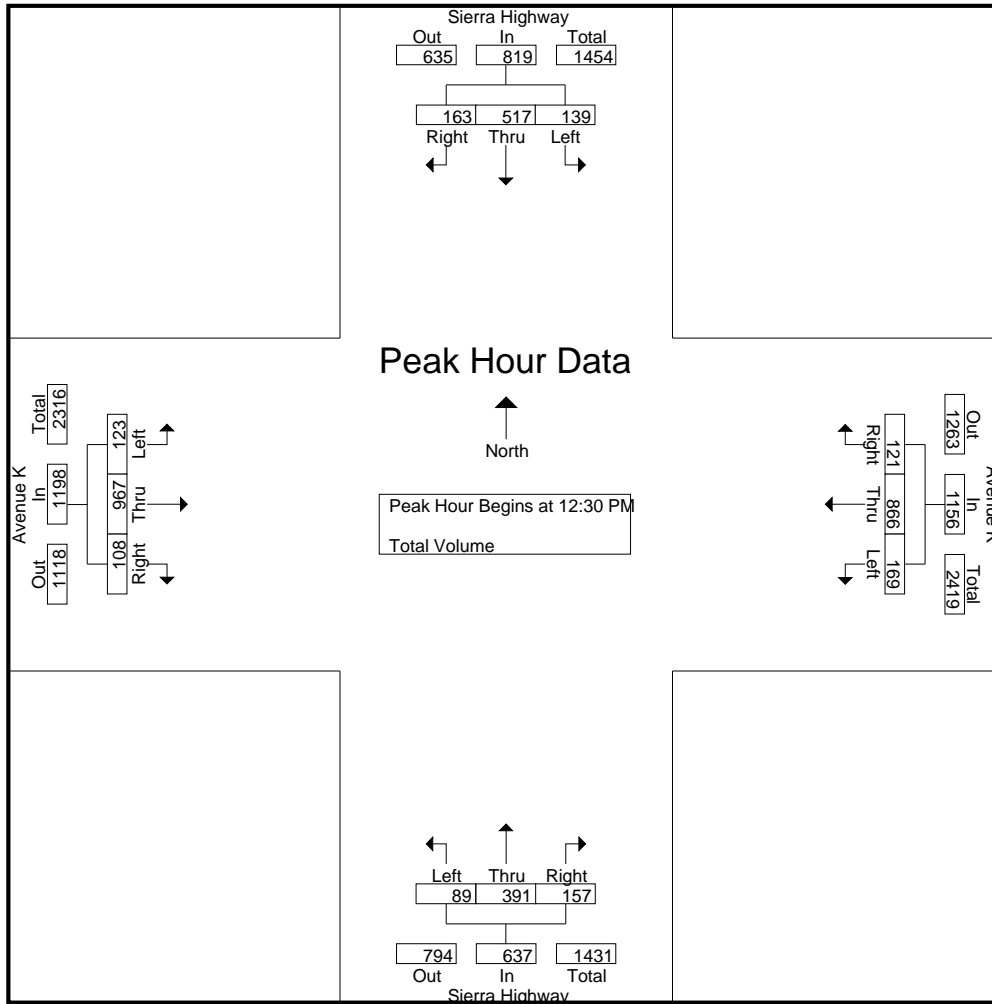 Sierra Highway
Out In Total
635 819 1454
163 517 139
Right Thru Left
Peak Hour Data
North
Peak Hour Begins at 12:30 PM
Total Volume
Avenue K
Out In Total
1118 1198 2316
108 967 123
Right Thru Left
Avenue K
Out In Total
1263 1156 2419
121 866 169
Right Thru Left
Left Thru Right
89 391 157
794 637 1431
Out In Total
Sierra Highway